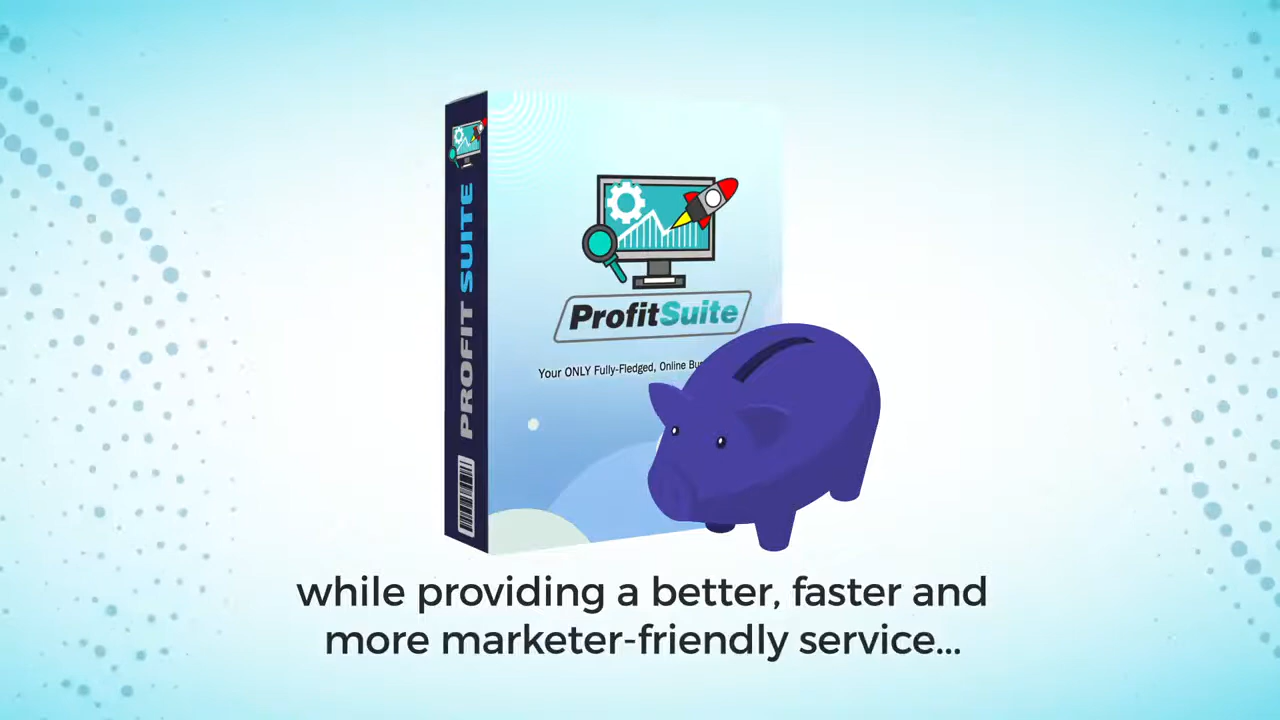 PROFIT SUITE
ProfitSuite
Your ONLY Fully-Fledged, Online
while providing a better, faster and
more marketer-friendly service...